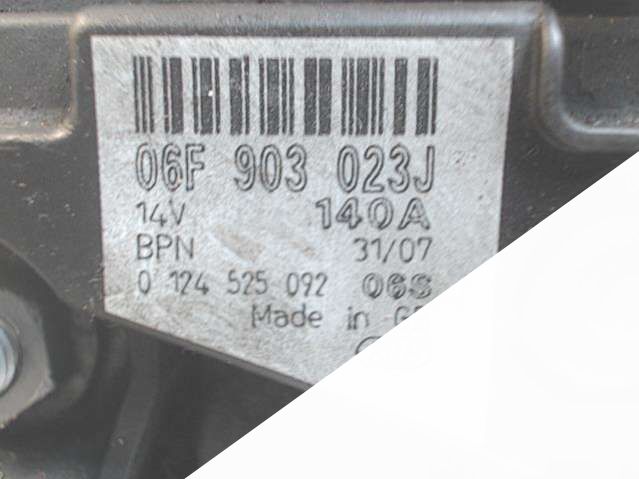 06F 903 023J
14V 140A
BPN 31/07
0 124 525 092 06S
Made in